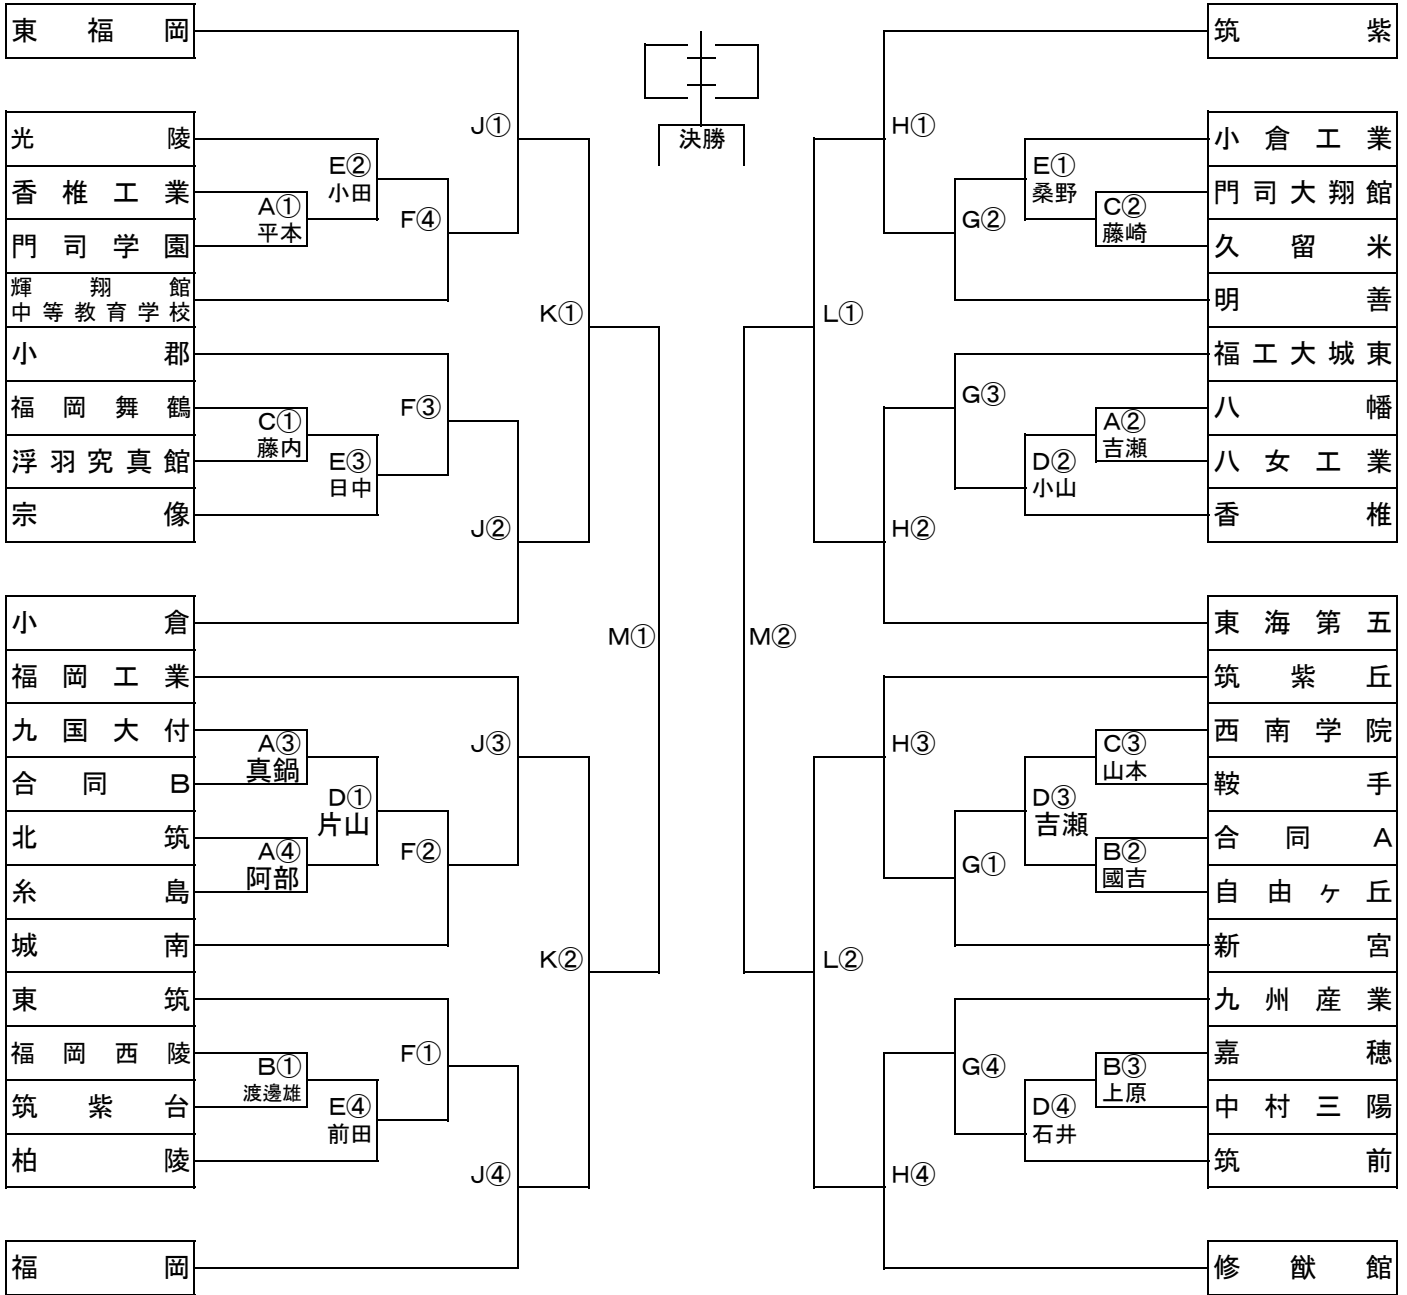 東福岡
光陵
香椎工業
門司学園
輝翔館
中等教育学校
小郡
福岡舞鶴
浮羽究真館
宗像
小倉
福岡工業
九国大付
合同B
北筑
糸島
城南
東筑
福岡西陵
筑紫台
柏陵
福岡
A①
平本
C①
藤内
A③
真鍋
A④
阿部
B①
渡邊雄
E②
小田
E③
日中
D①
片山
E④
前田
F④
F③
F②
F①
J①
J②
J③
J④
K①
K②
M①
決勝
M②
L①
L②
H①
H②
H③
H④
G②
G③
G①
G④
E①
桑野
D②
小山
D③
吉瀬
D④
石井
C②
藤崎
A②
吉瀬
C③
山本
B②
國吉
B③
上原
筑紫
小倉工業
門司大翔館
久留米
明善
福工大城東
八幡
八女工業
香椎
東海第五
筑紫丘
西南学院
鞍手
合同A
自由ヶ丘
新宮
九州産業
嘉穂
中村三陽
筑前
修猷館